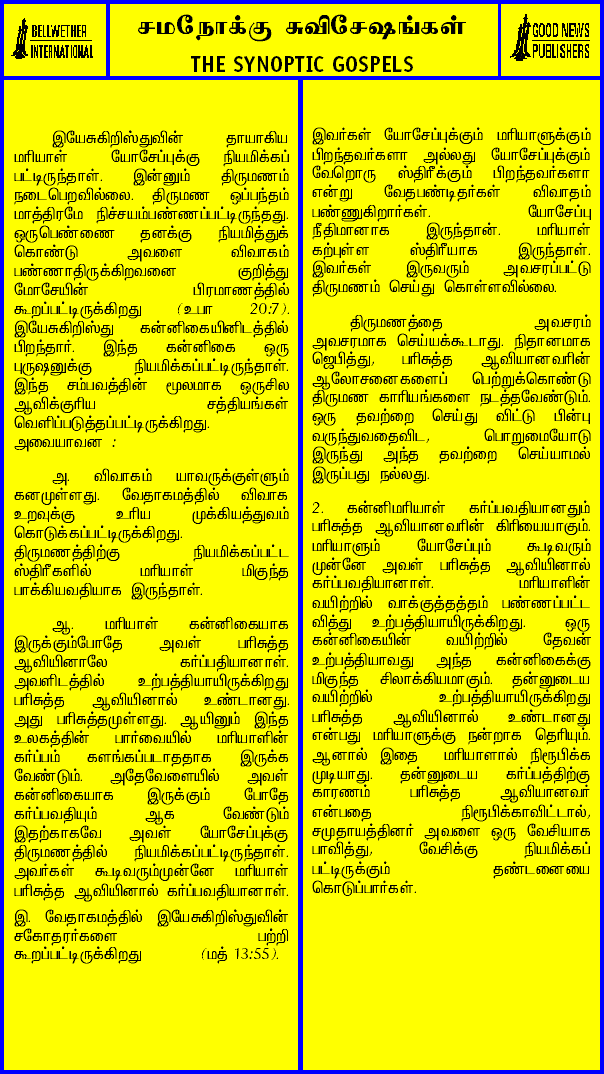 BELLWETHER
INTERNATIONAL
சமநோக்கு சுவிசேஷங்கள்
THE SYNOPTIC GOSPELS
GOOD NEWS
PUBLISHERS
இயேசுகிறிஸ்துவின் தாயாகிய
மரியாள் யோசேப்புக்கு நியமிக்கப்
பட்டிருந்தாள். இன்னும் திருமணம்
நடைபெறவில்லை. திருமண ஒப்பந்தம்
மாத்திரமே நிச்சயம்பண்ணப்பட்டிருந்தது.
ஒருபெண்ணை தனக்கு நியமித்துக்
கொண்டு அவளை விவாகம்
பண்ணாதிருக்கிறவனை குறித்து
மோசேயின் பிரமாணத்தில்
கூறப்பட்டிருக்கிறது (உபா 20:7).
இயேசுகிறிஸ்து கன்னிகையினிடத்தில்
பிறந்தார். இந்த கன்னிகை ஒரு
புருஷனுக்கு நியமிக்கப்பட்டிருந்தாள்.
இந்த சம்பவத்தின் மூலமாக ஒருசில
ஆவிக்குரிய சத்தியங்கள்
வெளிப்படுத்தப்பட்டிருக்கிறது.
அவையாவன :
அ. விவாகம் யாவருக்குள்ளும்
கனமுள்ளது. வேதாகமத்தில் விவாக
உறவுக்கு உரிய முக்கியத்துவம்
கொடுக்கப்பட்டிருக்கிறது.
திருமணத்திற்கு நியமிக்கப்பட்ட
ஸ்திரீகளில் மரியாள் மிகுந்த
பாக்கியவதியாக இருந்தாள்.
ஆ. மரியாள் கன்னிகையாக
இருக்கும்போதே அவள் பரிசுத்த
ஆவியினாலே கர்ப்பதியானாள்.
அவளிடத்தில் உற்பத்தியாயிருக்கிறது
பரிசுத்த ஆவியினால் உண்டானது.
அது பரிசுத்தமுள்ளது. ஆயினும் இந்த
உலகத்தின் பார்வையில் மரியாளின்
கர்ப்பம் களங்கப்படாததாக இருக்க
வேண்டும். அதேவேளையில் அவள்
கன்னிகையாக இருக்கும் போதே
கர்ப்பவதியும் ஆக வேண்டும்
இதற்காகவே அவள் யோசேப்புக்கு
திருமணத்தில் நியமிக்கப்பட்டிருந்தாள்.
அவர்கள் கூடிவரும்முன்னே மரியாள்
பரிசுத்த ஆவியினால் கர்ப்பவதியானாள்.
இ. வேதாகமத்தில் இயேசுகிறிஸ்துவின்
சகோதரர்களை பற்றி
கூறப்பட்டிருக்கிறது (மத் 13:55).
இவர்கள் யோசேப்புக்கும் மரியாளுக்கும்
பிறந்தவர்களா அல்லது யோசேப்புக்கும்
வேறொரு ஸ்திரீக்கும் பிறந்தவர்களா
என்று வேதபண்டிதர்கள் விவாதம்
பண்ணுகிறார்கள். யோசேப்பு
நீதிமானாக இருந்தான். மரியாள்
கற்புள்ள ஸ்திரீயாக இருந்தாள்.
இவர்கள் இருவரும் அவசரப்பட்டு
திருமணம் செய்து கொள்ளவில்லை.
திருமணத்தை அவசரம்
அவசரமாக செய்யக்கூடாது. நிதானமாக
ஜெபித்து, பரிசுத்த ஆவியானவரின்
ஆலோசனைகளைப் பெற்றுக்கொண்டு
திருமண காரியங்களை நடத்தவேண்டும்.
ஒரு தவற்றை செய்து விட்டு பின்பு
வருந்துவதைவிட, பொறுமையோடு
இருந்து அந்த தவற்றை செய்யாமல்
இருப்பது நல்லது.
2. கன்னிமரியாள் கர்ப்பவதியானதும்
பரிசுத்த ஆவியானவரின் கிரியையாகும்.
மரியாளும் யோசேப்பும் கூடிவரும்
முன்னே அவள் பரிசுத்த ஆவியினால்
கர்ப்பவதியானாள். மரியாளின்
வயிற்றில் வாக்குத்தத்தம் பண்ணப்பட்ட
வித்து உற்பத்தியாயிருக்கிறது. ஒரு
கன்னிகையின் வயிற்றில் தேவன்
உற்பத்தியாவது அந்த கன்னிகைக்கு
மிகுந்த சிலாக்கியமாகும். தன்னுடைய
வயிற்றில் உற்பத்தியாயிருக்கிறது
பரிசுத்த ஆவியினால் உண்டானது
என்பது மரியாளுக்கு நன்றாக தெரியும்.
ஆனால் இதை மரியாளால் நிரூபிக்க
முடியாது. தன்னுடைய கர்ப்பத்திற்கு
காரணம் பரிசுத்த ஆவியானவர்
என்பதை நிரூபிக்காவிட்டால்,
சமுதாயத்தினர் அவளை ஒரு வேசியாக
பாவித்து, வேசிக்கு நியமிக்கப்
பட்டிருக்கும் தண்டனையை
கொடுப்பார்கள்.